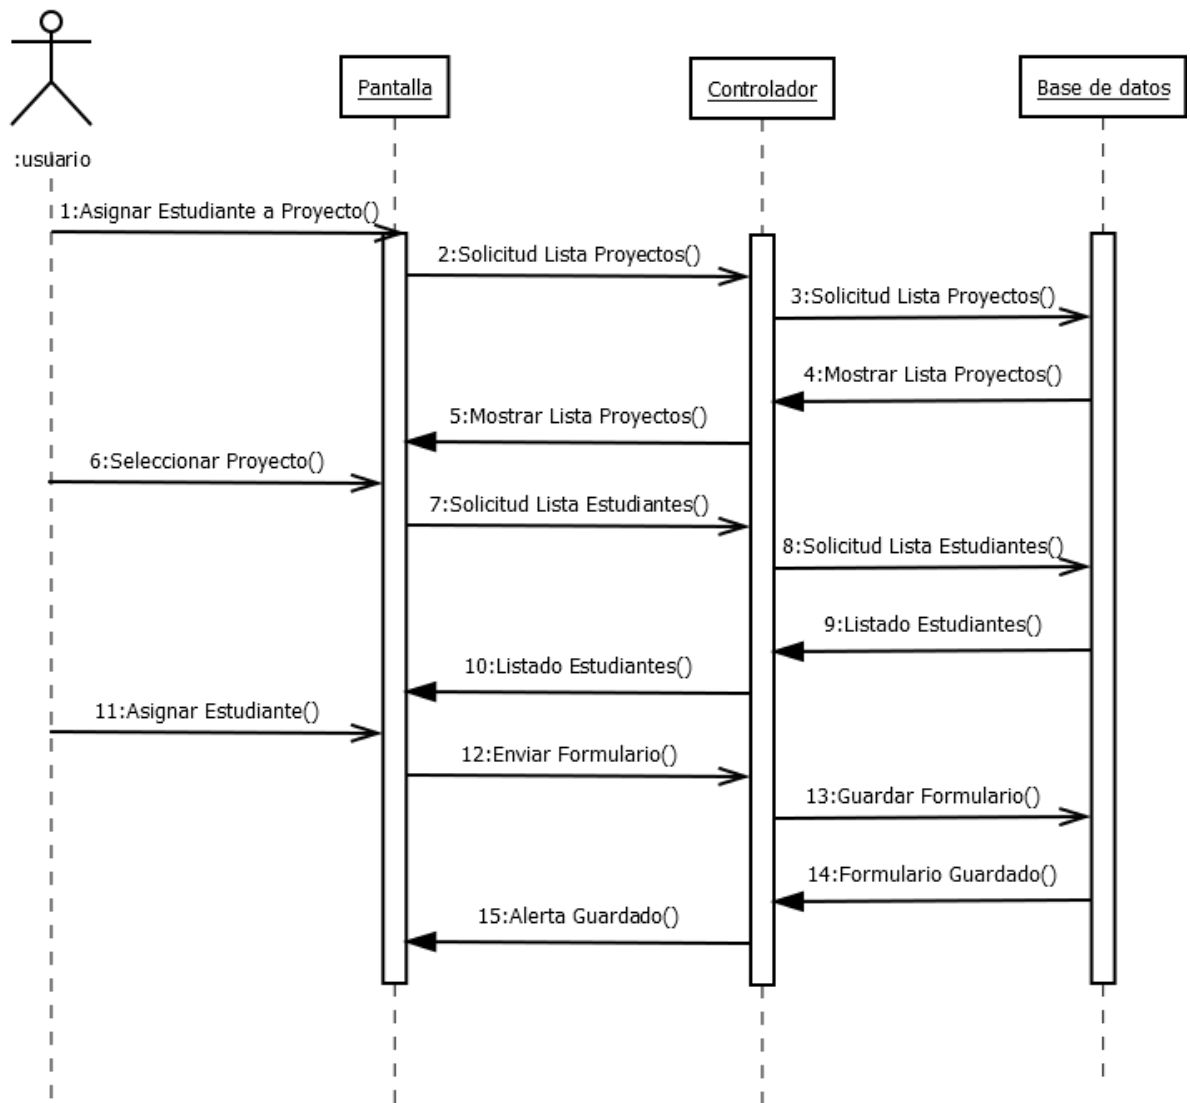 Pantalla
Controlador
Base de datos
:usuario
1:Asignar Estudiante a Proyecto()
2:Solicitud Lista Proyectos()
3:Solicitud Lista Proyectos()
4:Mostrar Lista Proyectos()
5:Mostrar Lista Proyectos()
6:Seleccionar Proyecto()
7:Solicitud Lista Estudiantes()
8:Solicitud Lista Estudiantes()
9:Listado Estudiantes()
10:Listado Estudiantes()
11:Asignar Estudiante()
12:Enviar Formulario()
13:Guardar Formulario()
14:Formulario Guardado()
15:Alerta Guardado()